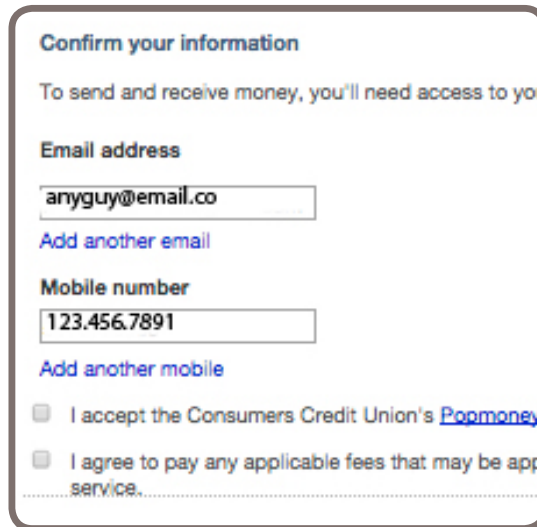 Confirm your information
To send and receive money, you'll need access to
Email address
anyguy@email.co
Add another email
Mobile number
123.456.7891
Add another mobile
I accept the Consumers Credit Union's Popmoney
I agree to pay any applicable fees that may be
service.